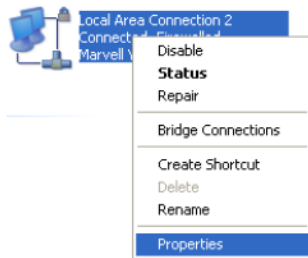 Local Area Connection 2
Connected, Firewalled
Marvell Y
Disable
Status
Repair
Bridge Connections
Create Shortcut
Delete
Rename
Properties